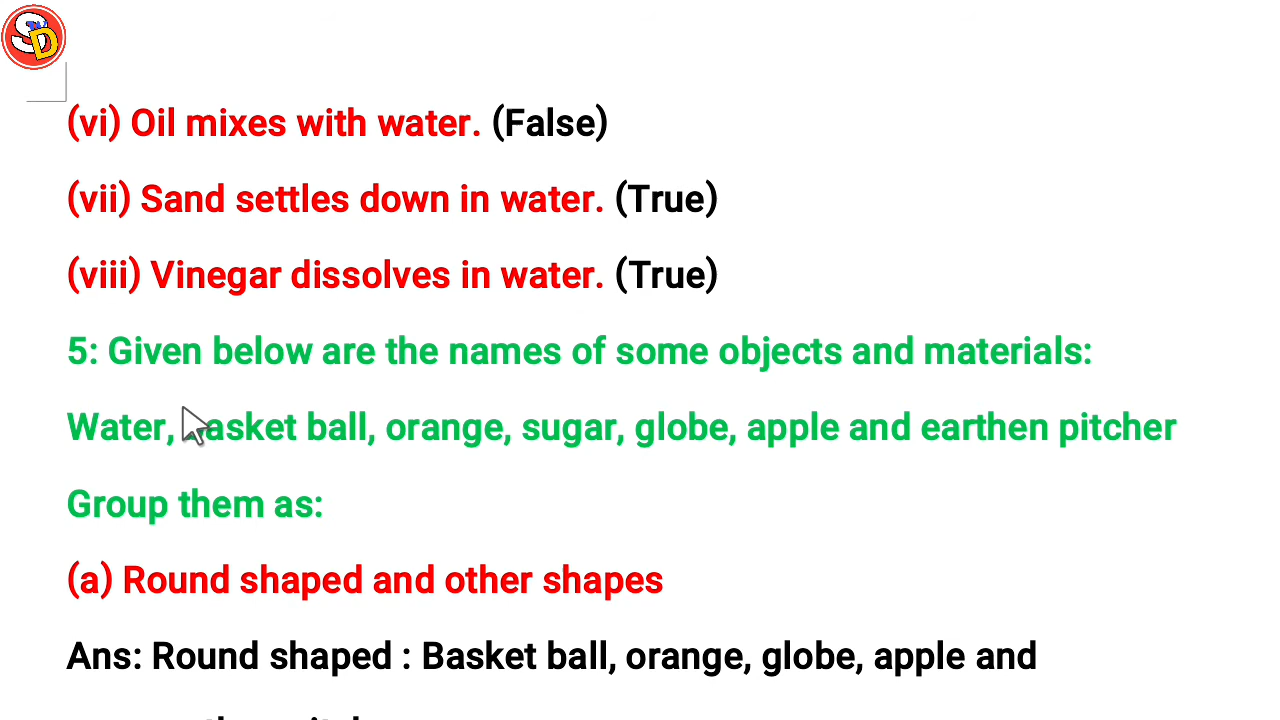 SD
(vi) Oil mixes with water. (False)
(vii) Sand settles down in water. (True)
(viii) Vinegar dissolves in water. (True)
5: Given below are the names of some objects and materials:
Water, basket ball, orange, sugar, globe, apple and earthen pitcher
Group them as:
(a) Round shaped and other shapes
Ans: Round shaped : Basket ball, orange, globe, apple and